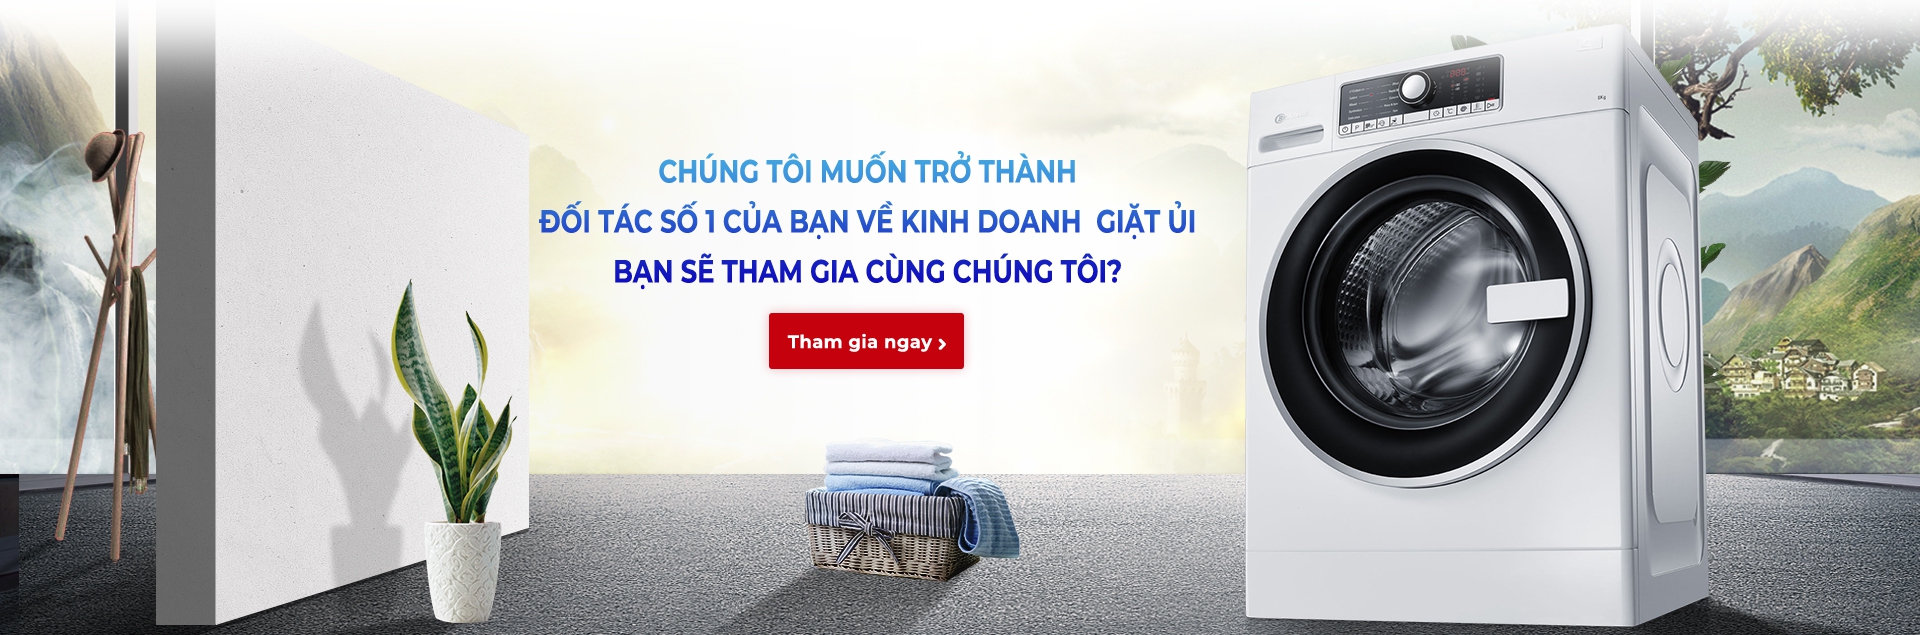 CHÚNG TÔI MUỐN TRỞ THÀNH
ĐỐI TÁC SỐ 1 CỦA BẠN VỀ KINH DOANH GIẶT ỦI
BẠN SẼ THAM GIA CÙNG CHÚNG TÔI?
Tham gia ngay ›
8Kg